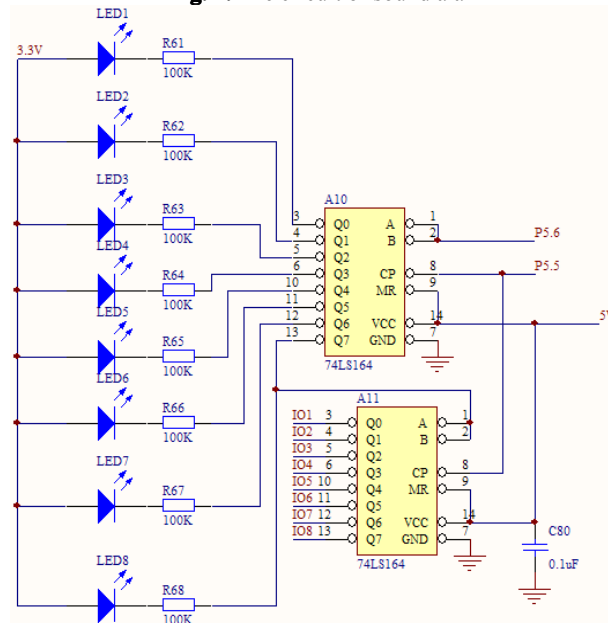 LED1
3.3V
R61
100K
LED2
R62
100K
LED3
R63
100K
LED4
R64
100K
LED5
R65
100K
LED6
R66
100K
LED7
R67
100K
LED8
R68
100K
A10
3 Q0 A 1
4 Q1 B 2 P5.6
5 Q2
6 Q3 CP 8 P5.5
10 Q4 MR 9
11 Q5
12 Q6 VCC 14 5V
13 Q7 GND 7
74LS164
A11
IO1 3 Q0 A 1
IO2 4 Q1 B 2
IO3 5 Q2
IO4 6 Q3 CP 8
IO5 10 Q4 MR 9
IO6 11 Q5
IO7 12 Q6 VCC 14
IO8 13 Q7 GND 7
74LS164
C80
0.1uF